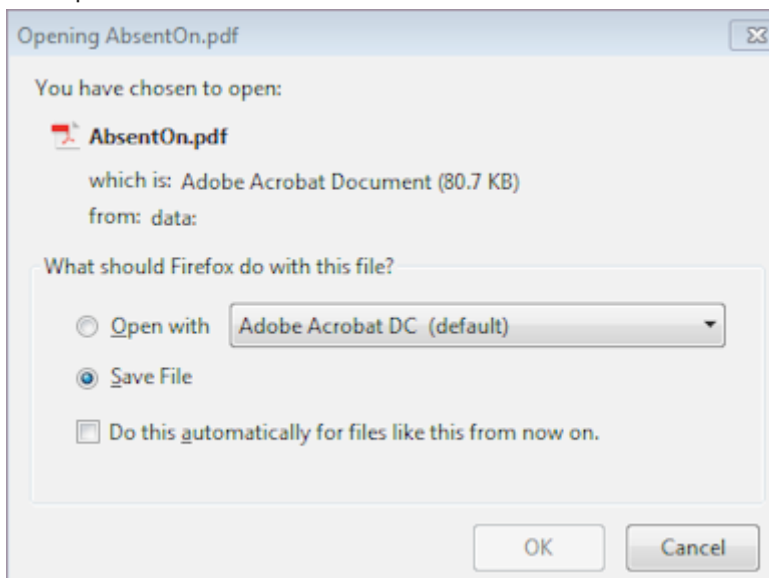 Opening AbsentOn.pdf
You have chosen to open:
AbsentOn.pdf
which is: Adobe Acrobat Document (80.7 KB)
from: data:
What should Firefox do with this file?
Open with Adobe Acrobat DC (default)
Save File
Do this automatically for files like this from now on.
OK Cancel